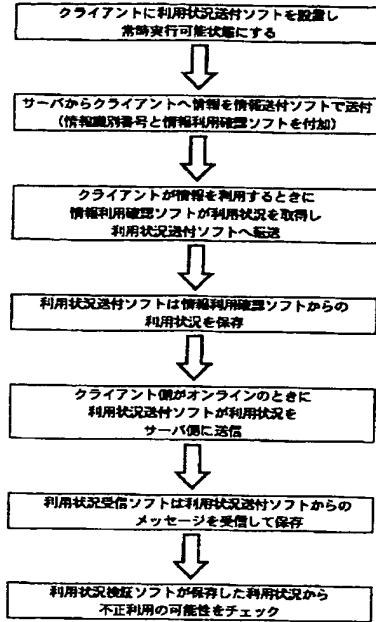 クライアントに利用状況送付ソフトを設置し
常時実行可能状態にする
サーバからクライアントへ情報を情報送付ソフトで送付
(情報識別番号と情報利用確認ソフトを付加)
クライアントが情報を利用するときに
情報利用確認ソフトが利用状況を取得し
利用状況送付ソフトへ転送
利用状況送付ソフトは情報利用確認ソフトからの
利用状況を保存
クライアント側がオンラインのときに
利用状況送付ソフトが利用状況を
サーバ側に送信
利用状況受信ソフトは利用状況送付ソフトからの
メッセージを受信して保存
利用状況検証ソフトが保存した利用状況から
不正利用の可能性をチェック